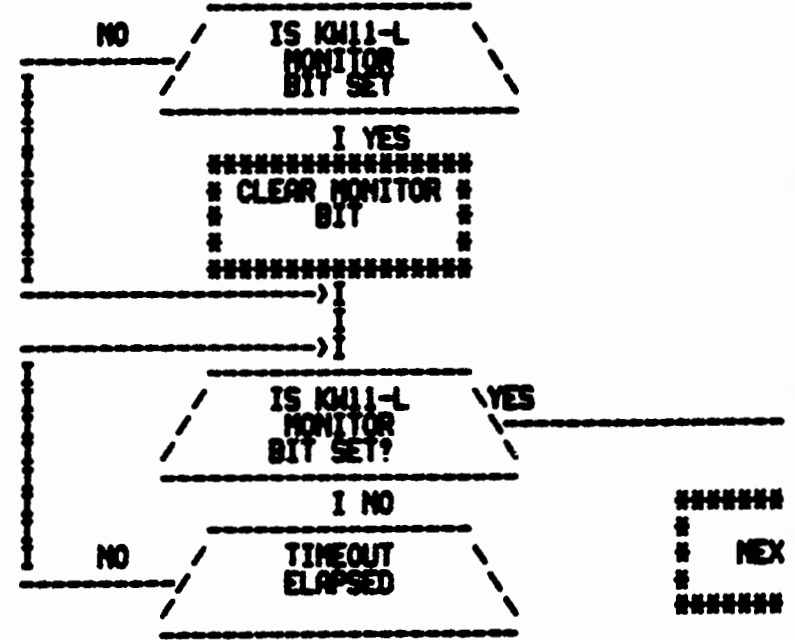 NO
IS KW11-L
MONITOR
BIT SET
I YES
CLEAR MONITOR
BIT
IS KW11-L
MONITOR
BIT SET?
YES
I NO
NO
TIMEOUT
ELAPSED
NEX